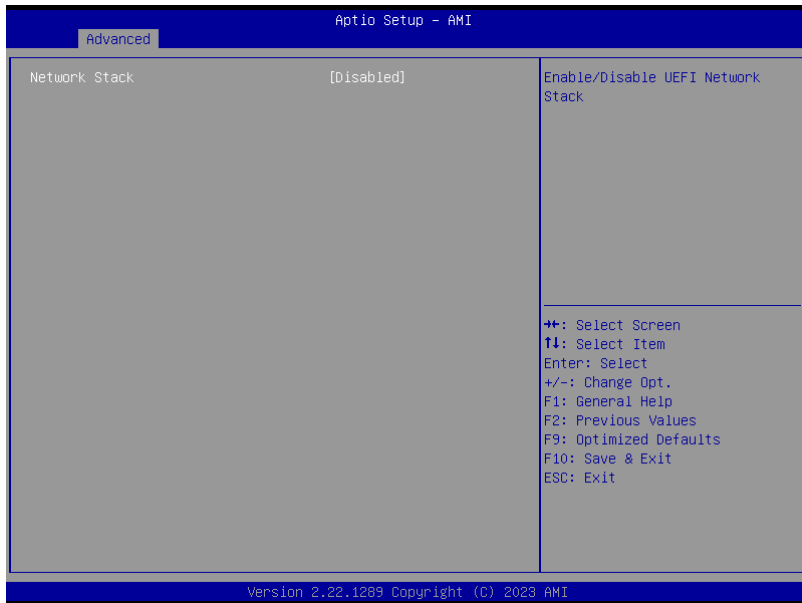 Aptio Setup – AMI
Advanced
Network Stack [Disabled]
Enable/Disable UEFI Network
Stack
→←: Select Screen
↑↓: Select Item
Enter: Select
+/-: Change Opt.
F1: General Help
F2: Previous Values
F9: Optimized Defaults
F10: Save & Exit
ESC: Exit
Version 2.22.1289 Copyright (C) 2023 AMI